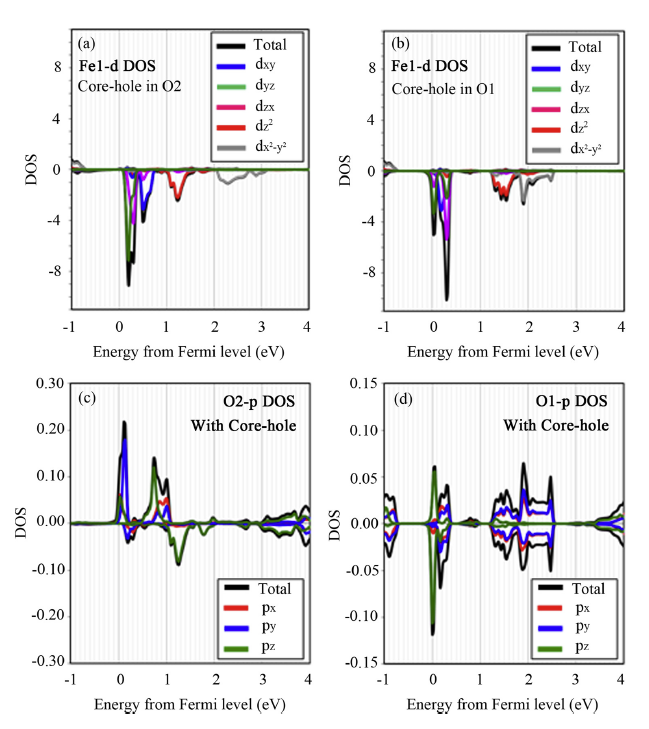 (a)
Fe1-d DOS
Core-hole in O2
Total
dxy
dyz
dzx
dz²
dx²-y²
DOS
4
0
-4
-8
-1 0 1 2 3 4
Energy from Fermi level (eV)
(b)
Fe1-d DOS
Core-hole in O1
Total
dxy
dyz
dzx
dz²
dx²-y²
DOS
8
4
0
-4
-8
-1 0 1 2 3 4
Energy from Fermi level (eV)
(c)
O2-p DOS
With Core-hole
DOS
0.30
0.20
0.10
0.00
-0.10
-0.20
-0.30
Total
px
py
pz
-1 0 1 2 3 4
Energy from Fermi level (eV)
(d)
O1-p DOS
With Core-hole
DOS
0.15
0.10
0.05
0.00
-0.05
-0.10
-0.15
Total
px
py
pz
-1 0 1 2 3 4
Energy from Fermi level (eV)